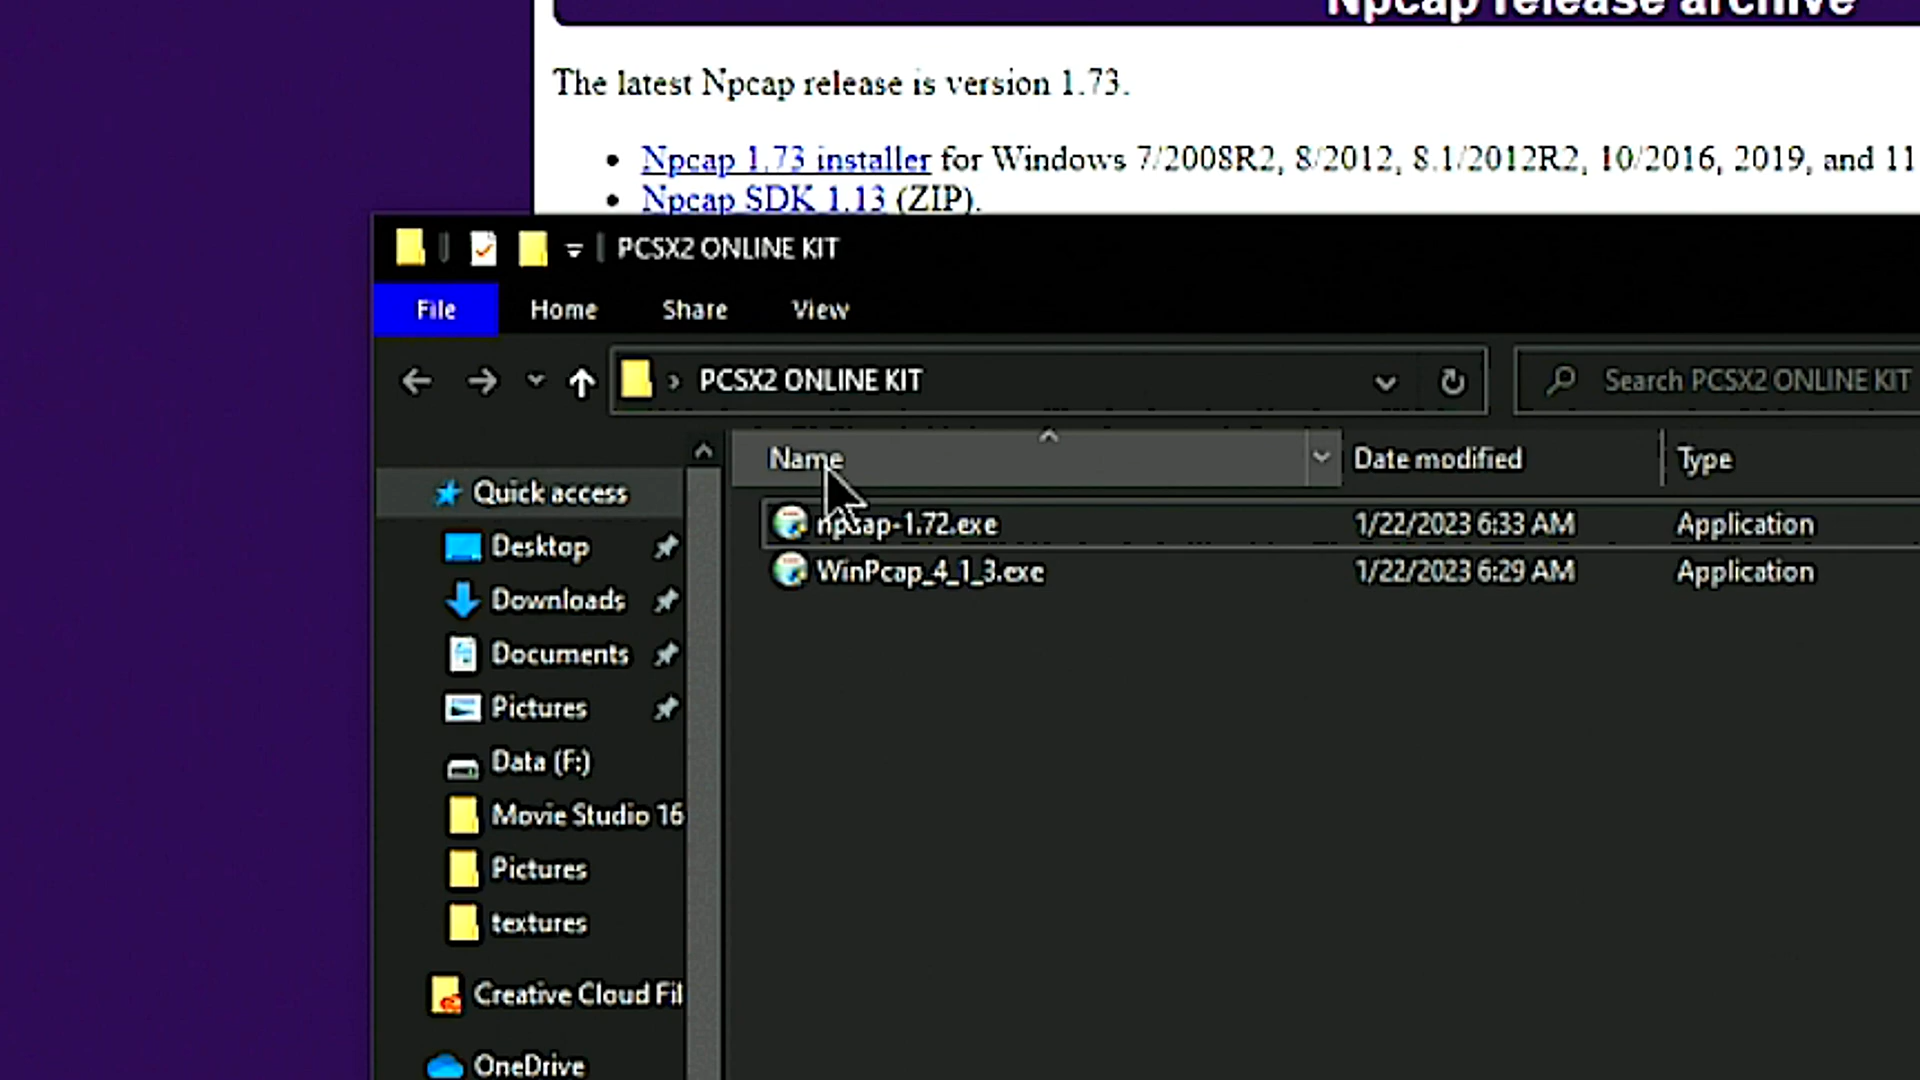 Npcap release archive
The latest Npcap release is version 1.73.
Npcap 1.73 installer for Windows 7/2008R2, 8/2012, 8.1/2012R2, 10/2016, 2019, and 11
Npcap SDK 1.13 (ZIP).
PCSX2 ONLINE KIT
File Home Share View
PCSX2 ONLINE KIT Search PCSX2 ONLINE KIT
Name Date modified Type
npcap-1.72.exe 1/22/2023 6:33 AM Application
WinPcap_4_1_3.exe 1/22/2023 6:29 AM Application
Quick access
Desktop
Downloads
Documents
Pictures
Data (F:)
Movie Studio 16
Pictures
textures
Creative Cloud Fil
OneDrive